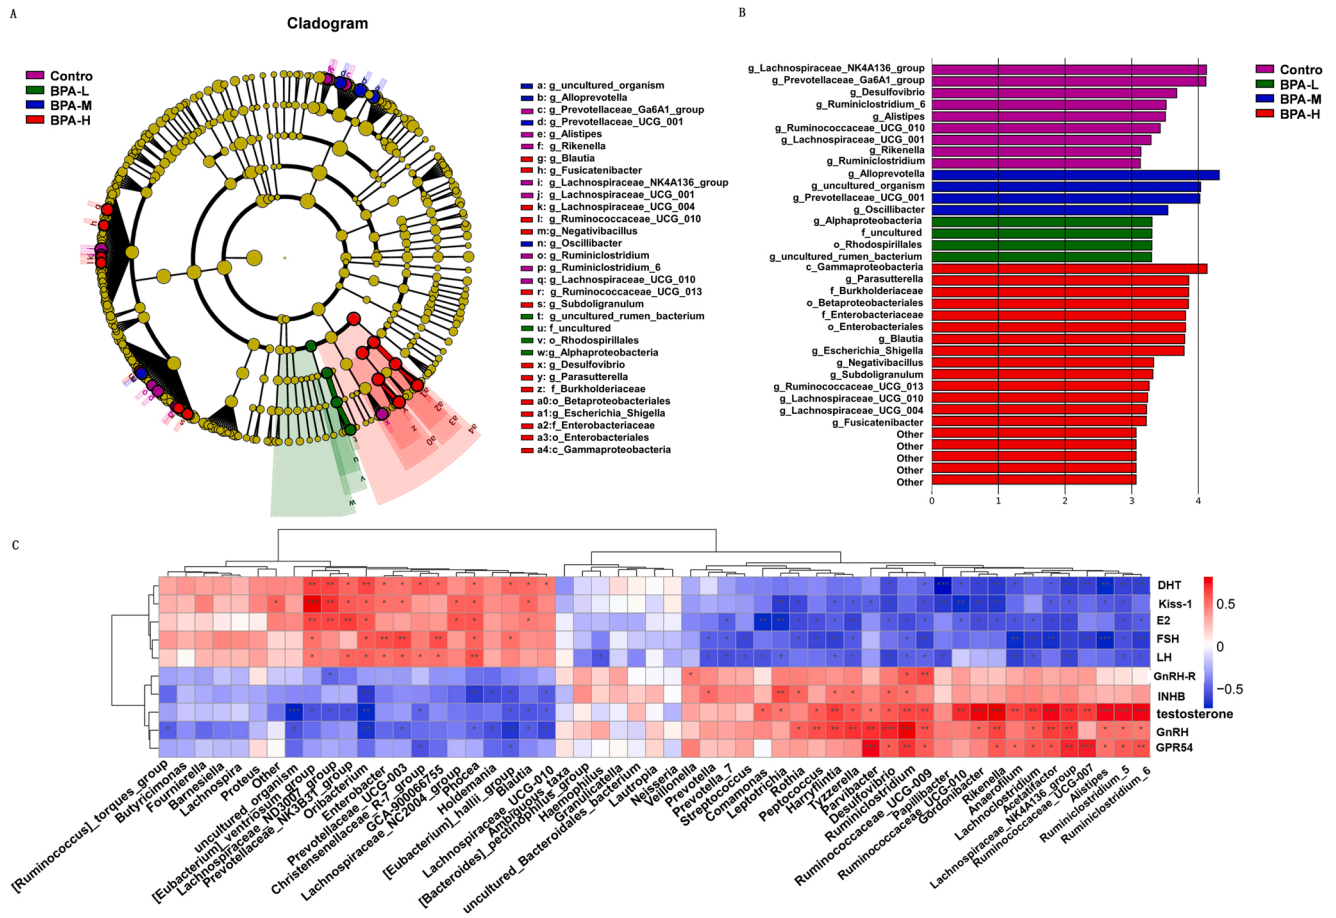 A
Cladogram
Contro
BPA-L
BPA-M
BPA-H
a: g_uncultured_organism
b: g_Alloprevotella
c: g_Prevotellaceae_Ga6A1_group
d: g_Prevotellaceae_UCG_001
e: g_Alistipes
f: g_Rikenella
g: g_Blautia
h: g_Fusicatenibacter
i: g_Lachnospiraceae_NK4A136_group
j: g_Lachnospiraceae_UCG_001
k: g_Lachnospiraceae_UCG_004
l: g_Ruminococcaceae_UCG_010
m:g_Negativibacillus
n: g_Oscillibacter
o: g_Ruminiclostridium
p: g_Ruminiclostridium_6
q: g_Lachnospiraceae_UCG_010
r: g_Ruminococcaceae_UCG_013
s: g_Subdoligranulum
t: g_uncultured_rumen_bacterium
u: f_uncultured
v: o_Rhodospirillales
w:g_Alphaproteobacteria
x: g_Desulfovibrio
y: g_Parasutterella
z: f_Burkholderiaceae
a0:o_Betaproteobacteriales
a1:g_Escherichia_Shigella
a2:f_Enterobacteriaceae
a3:o_Enterobacteriales
a4:c_Gammaproteobacteria
u
v
w
x
z
a0
a1
a2
a3
a4
B
g_Lachnospiraceae_NK4A136_group
g_Prevotellaceae_Ga6A1_group
g_Desulfovibrio
g_Ruminiclostridium_6
g_Alistipes
g_Ruminococcaceae_UCG_010
g_Lachnospiraceae_UCG_001
g_Rikenella
g_Ruminiclostridium
g_Alloprevotella
g_uncultured_organism
g_Prevotellaceae_UCG_001
g_Oscillibacter
g_Alphaproteobacteria
f_uncultured
o_Rhodospirillales
g_uncultured_rumen_bacterium
c_Gammaproteobacteria
g_Parasutterella
f_Burkholderiaceae
o_Betaproteobacteriales
f_Enterobacteriaceae
o_Enterobacteriales
g_Blautia
g_Escherichia_Shigella
g_Negativibacillus
g_Subdoligranulum
g_Ruminococcaceae_UCG_013
g_Lachnospiraceae_UCG_010
g_Lachnospiraceae_UCG_004
g_Fusicatenibacter
Other
Other
Other
Other
Other
0 1 2 3 4
Contro
BPA-L
BPA-M
BPA-H
C
DHT
Kiss-1
E2
FSH
LH
GnRH-R
INHB
testosterone
GnRH
GPR54
0.5
0
−0.5
[Ruminococcus]_torques_group
Butyricimonas
Fournierella
Barnesiella
Lachnospira
Proteus
Other
uncultured_organism
[Eubacterium]_ventriosum_group
Lachnospiraceae_ND3007_group
Prevotellaceae_NK3B31_group
Oribacterium
Enterobacter
Prevotellaceae_UCG-003
Christensenellaceae_R-7_group
GCA-900066755
Lachnospiraceae_NC2004_group
Phocea
Holdemania
[Eubacterium]_hallii_group
Blautia
Lachnospiraceae_UCG_010
Ambiguous_taxa
[Bacteroides]_pectinophilus_group
Haemophilus
Granulicatella
uncultured_Bacteroidales_bacterium
Lautropia
Neisseria
Veillonella
Prevotella
Prevotella_7
Streptococcus
Comamonas
Leptotrichia
Rothia
Peptococcus
Harryflintia
Tyzzerella
Parvibacter
Desulfovibrio
Ruminiclostridium
Ruminococcaceae_UCG-009
Papillibacter
Ruminococcaceae_UCG-010
Gordonibacter
Rikenella
Anaerofilum
Lachnoclostridium
Acetatifactor
Lachnospiraceae_NK4A136_group
Ruminococcaceae_UCG-007
Alistipes
Ruminiclostridium_5
Ruminiclostridium_6